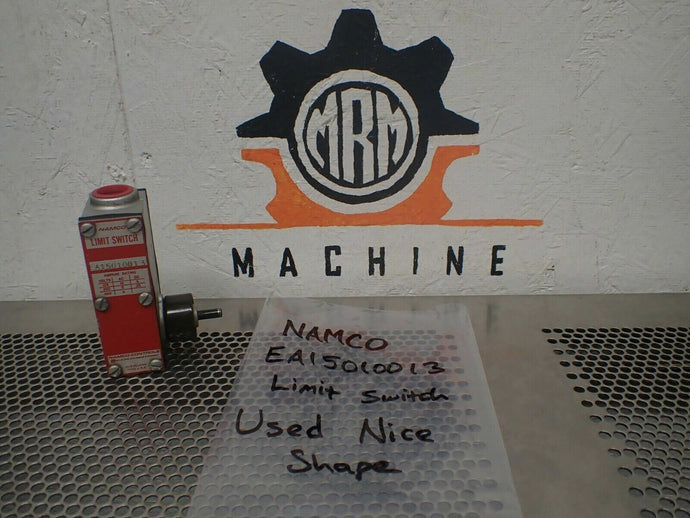 MRM
MACHINE
NAMCO
LIMIT SWITCH
NAMCO
EA15010013
Limit Switch
Used Nice
Shape